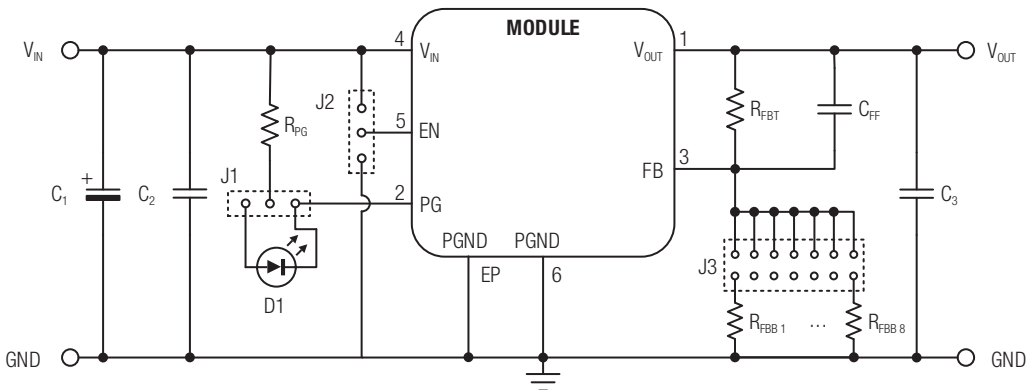 MODULE
V_IN
4
V_IN
V_OUT
1
V_OUT
J2
R_PG
5
EN
R_FBT
C_FF
3
FB
J1
+
C_1
C_2
2
PG
C_3
PGND
PGND
EP
6
J3
D1
R_FBB 1
...
R_FBB 8
GND
GND